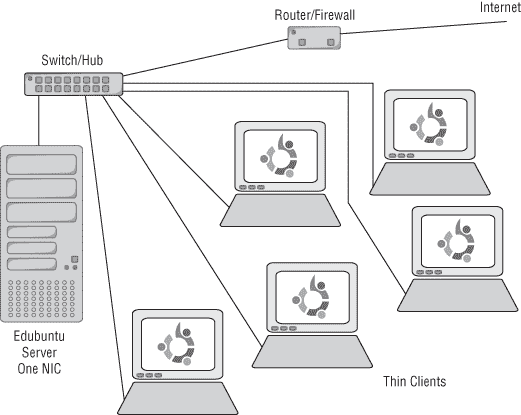 Internet
Router/Firewall
Switch/Hub
Edubuntu
Server
One NIC
Thin Clients